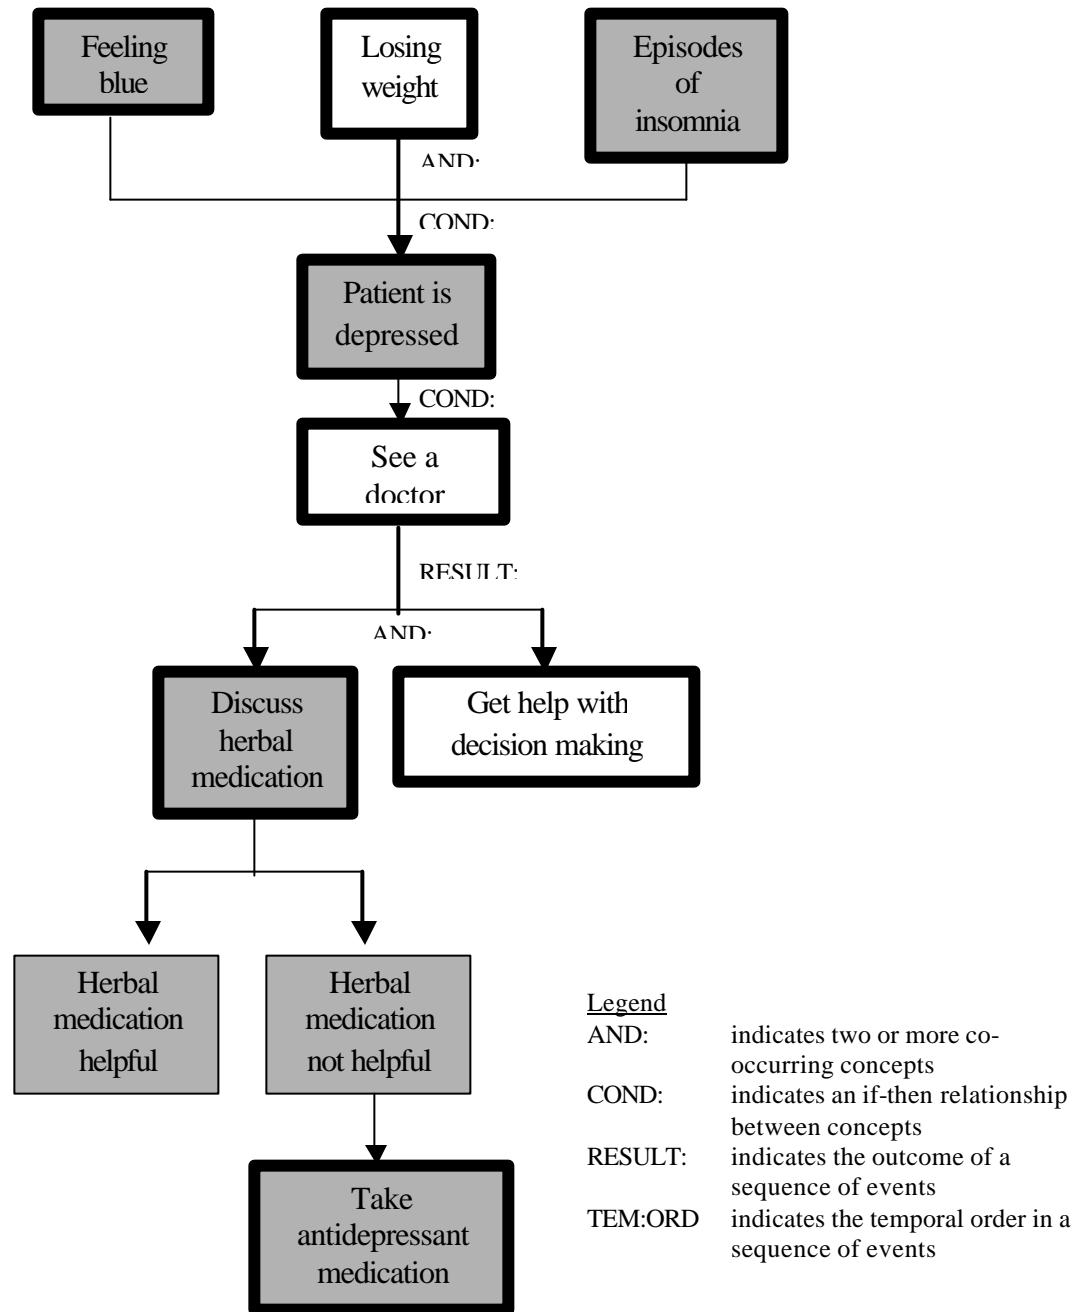 Feeling
blue
Losing
weight
Episodes
of
insomnia
AND:
COND:
Patient is
depressed
COND:
See a
doctor
RESULT:
AND:
Discuss
herbal
medication
Get help with
decision making
Herbal
medication
helpful
Herbal
medication
not helpful
Take
antidepressant
medication
Legend
AND: indicates two or more co-
occurring concepts
COND: indicates an if-then relationship
between concepts
RESULT: indicates the outcome of a
sequence of events
TEM:ORD indicates the temporal order in a
sequence of events